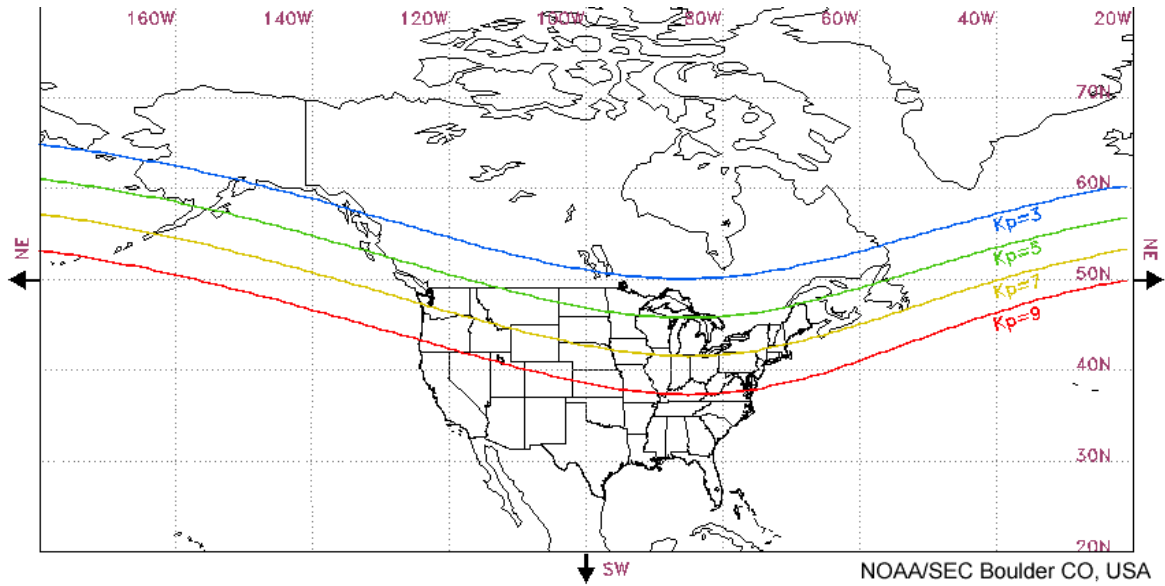 160W 140W 120W 100W 80W 60W 40W 20W
70N
60N
Kp=3
NE
Kp=5
NE
50N
Kp=7
Kp=9
40N
30N
20N
SW
NOAA/SEC Boulder CO, USA